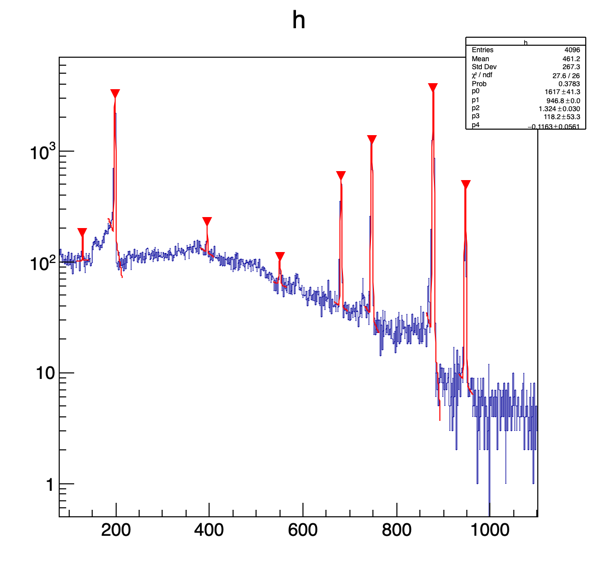 h
h
Entries 4096
Mean 461.2
Std Dev 267.3
χ² / ndf 27.6 / 26
Prob 0.3783
p0 1617 ± 41.3
p1 946.8 ± 0.0
p2 1.324 ± 0.030
p3 118.2 ± 53.3
p4 −0.1163 ± 0.0561
10³
10²
10
1
200 400 600 800 1000